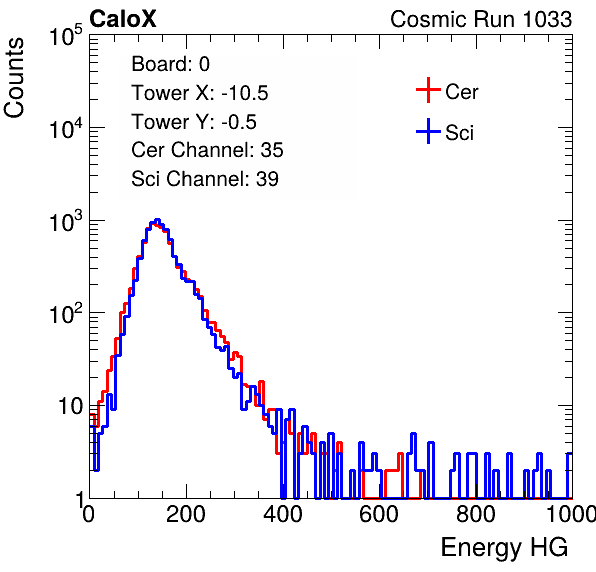 CaloX Cosmic Run 1033
Counts
Board: 0
Tower X: -10.5
Tower Y: -0.5
Cer Channel: 35
Sci Channel: 39
Cer
Sci
10^5
10^4
10^3
10^2
10
1
0 200 400 600 800 1000
Energy HG